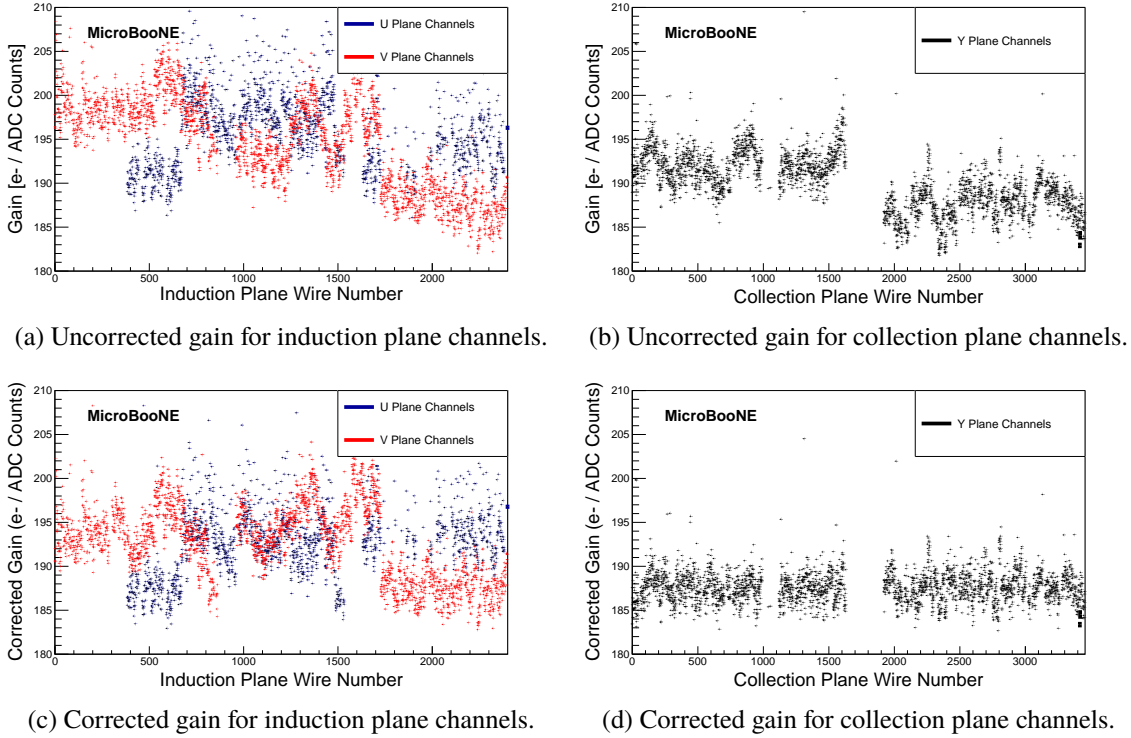 210
205
200
195
190
185
180
Gain [e- / ADC Counts]
MicroBooNE
U Plane Channels
V Plane Channels
0
500
1000
1500
2000
Induction Plane Wire Number
(a) Uncorrected gain for induction plane channels.
210
205
200
195
190
185
180
Gain [e- / ADC Counts]
MicroBooNE
Y Plane Channels
0
500
1000
1500
2000
2500
3000
Collection Plane Wire Number
(b) Uncorrected gain for collection plane channels.
210
205
200
195
190
185
180
Corrected Gain (e- / ADC Counts)
MicroBooNE
U Plane Channels
V Plane Channels
0
500
1000
1500
2000
Induction Plane Wire Number
(c) Corrected gain for induction plane channels.
210
205
200
195
190
185
180
Corrected Gain (e- / ADC Counts)
MicroBooNE
Y Plane Channels
0
500
1000
1500
2000
2500
3000
Collection Plane Wire Number
(d) Corrected gain for collection plane channels.